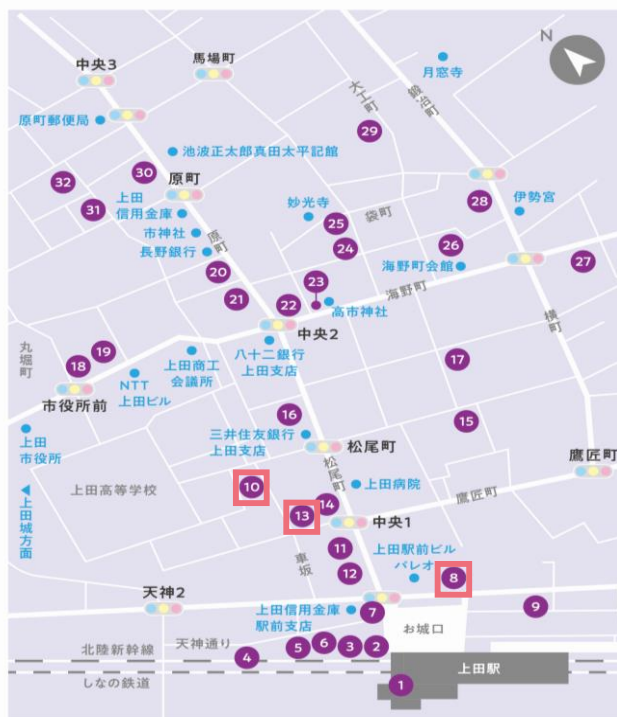 N
中央3
馬場町
月窓寺
大工町
鍛冶町
原町郵便局
29
池波正太郎真田太平記館
32
30
原町
31
上田
信用金庫
妙光寺
28
伊勢宮
市神社
25
袋町
長野銀行
原町
24
26
海野町会館
27
20
23
海野町
21
22
高市神社
横町
中央2
丸堀町
19
上田商工
会議所
八十二銀行
上田支店
17
18
NTT
上田ビル
市役所前
16
15
上田
市役所
三井住友銀行
上田支店
松尾町
鷹匠町
松尾町
10
上田病院
上田高等学校
14
鷹匠町
◀上田城方面
13
中央1
11
上田駅前ビル
パレオ
車坂
12
8
天神2
上田信用金庫
駅前支店
7
9
お城口
天神通り
北陸新幹線
4
5
6
3
2
しなの鉄道
上田駅
1